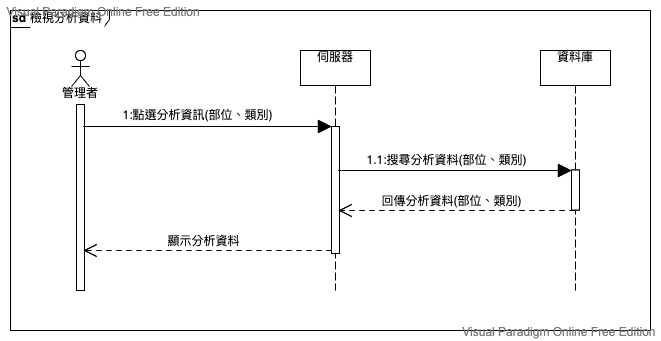 Visual Paradigm Online Free Edition
sd 檢視分析資料
伺服器
資料庫
管理者
1:點選分析資訊(部位、類別)
1.1:搜尋分析資料(部位、類別)
回傳分析資料(部位、類別)
顯示分析資料
Visual Paradigm Online Free Edition